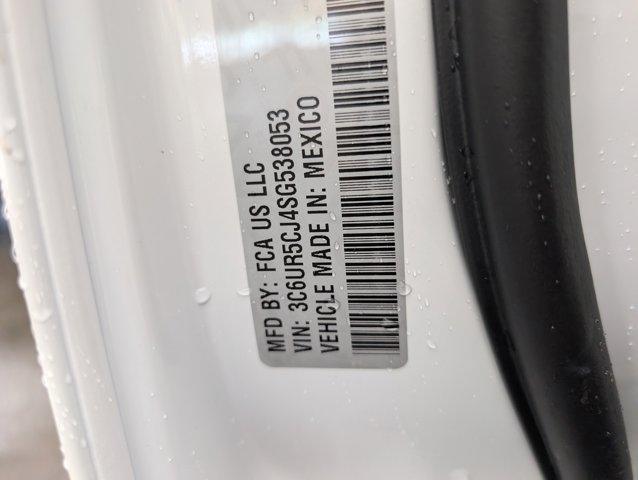 MFD BY: FCA US LLC
VIN: 3C6UR5CJ4SG538053
VEHICLE MADE IN: MEXICO